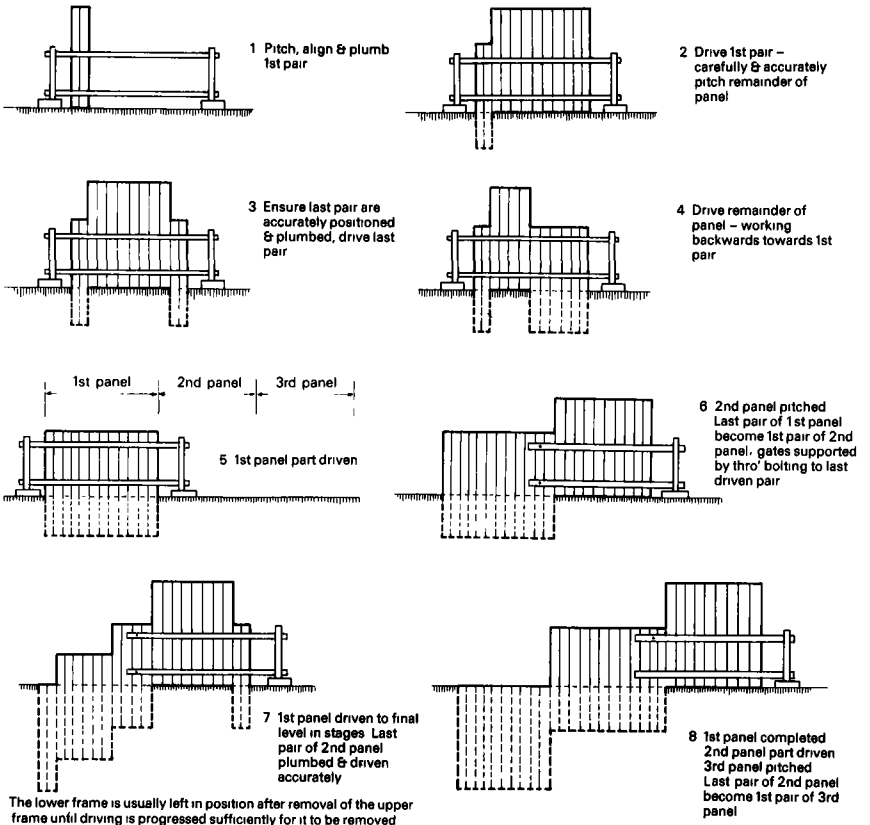 1 Pitch, align & plumb
1st pair
2 Drive 1st pair –
carefully & accurately
pitch remainder of
panel
3 Ensure last pair are
accurately positioned
& plumbed, drive last
pair
4 Drive remainder of
panel – working
backwards towards 1st
pair
1st panel 2nd panel 3rd panel
5 1st panel part driven
6 2nd panel pitched
Last pair of 1st panel
become 1st pair of 2nd
panel, gates supported
by thro' bolting to last
driven pair
7 1st panel driven to final
level in stages Last
pair of 2nd panel
plumbed & driven
accurately
8 1st panel completed
2nd panel part driven
3rd panel pitched
Last pair of 2nd panel
become 1st pair of 3rd
panel
The lower frame is usually left in position after removal of the upper
frame until driving is progressed sufficiently for it to be removed